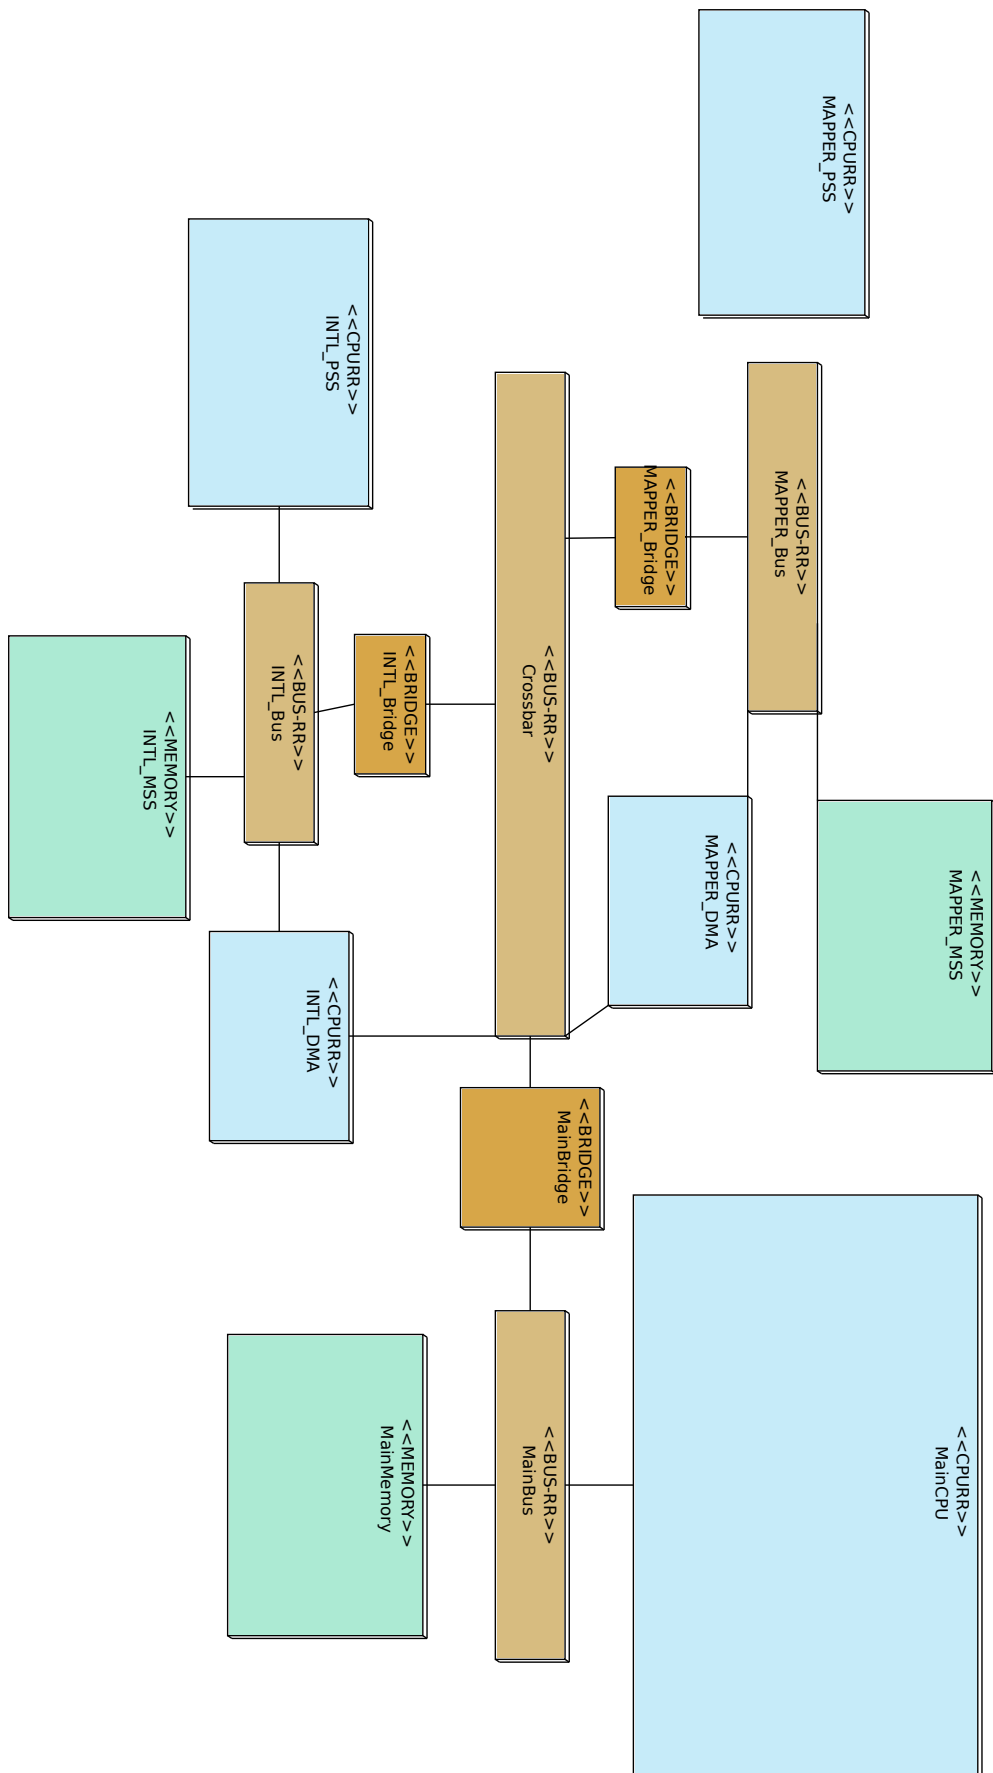 <<MEMORY>>
MAPPER_MSS
<<CPURR>>
MainCPU
<<CPURR>>
MAPPER_PSS
<<BUS-RR>>
MAPPER_Bus
<<CPURR>>
MAPPER_DMA
<<BRIDGE>>
MAPPER_Bridge
<<BRIDGE>>
MainBridge
<<BUS-RR>>
Crossbar
<<BUS-RR>>
MainBus
<<BRIDGE>>
INTL_Bridge
<<MEMORY>>
MainMemory
<<CPURR>>
INTL_PSS
<<CPURR>>
INTL_DMA
<<BUS-RR>>
INTL_Bus
<<MEMORY>>
INTL_MSS